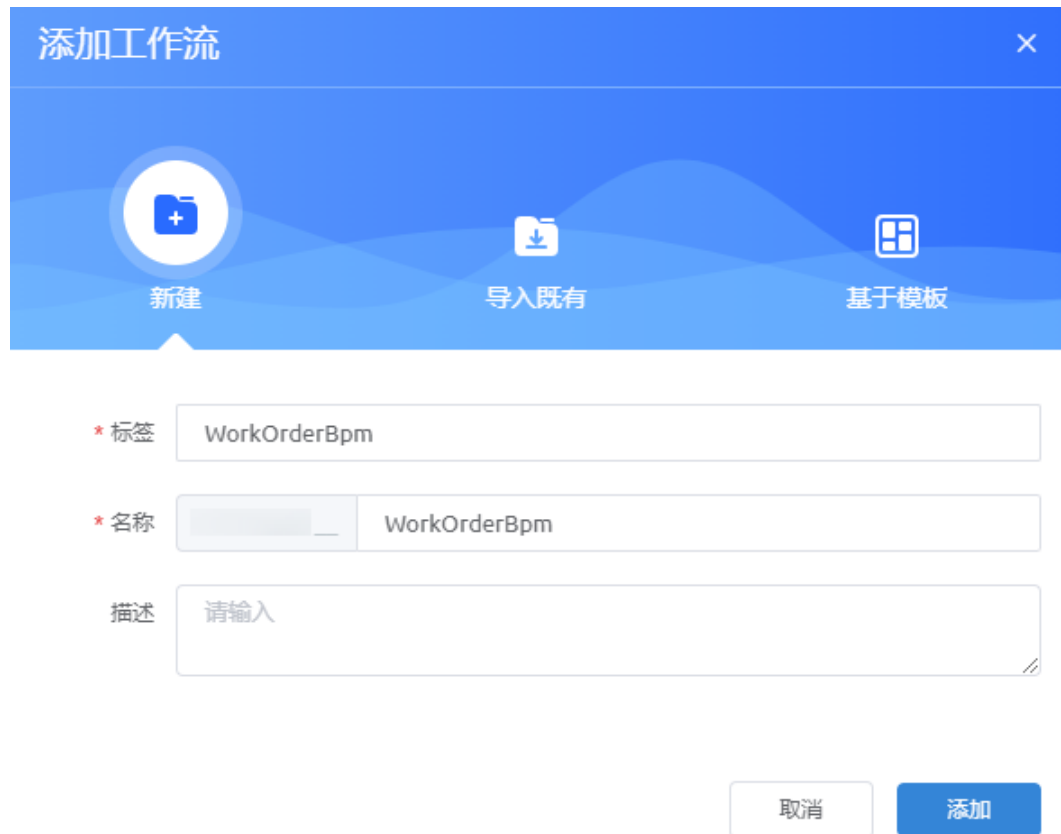 添加工作流
新建
导入既有
基于模板
* 标签 WorkOrderBpm
* 名称 __ WorkOrderBpm
描述 请输入
取消 添加